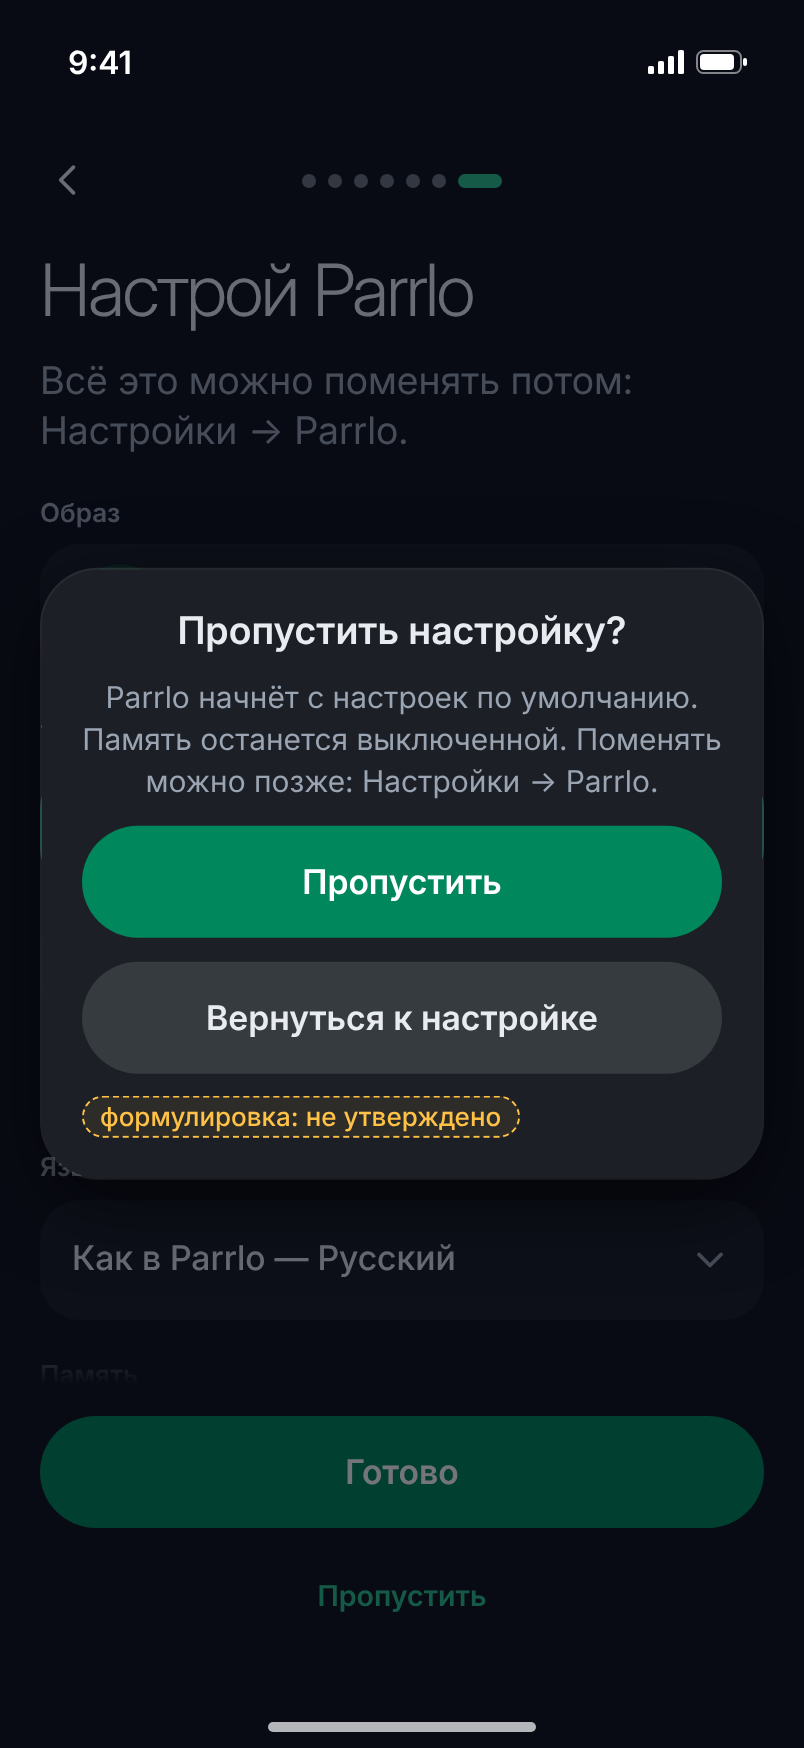 9:41
Настрой Parrlo
Всё это можно поменять потом:
Настройки → Parrlo.
Образ
Пропустить настройку?
Parrlo начнёт с настроек по умолчанию.
Память останется выключенной. Поменять
можно позже: Настройки → Parrlo.
Пропустить
Вернуться к настройке
формулировка: не утверждено
Как в Parrlo — Русский
Память
Готово
Пропустить